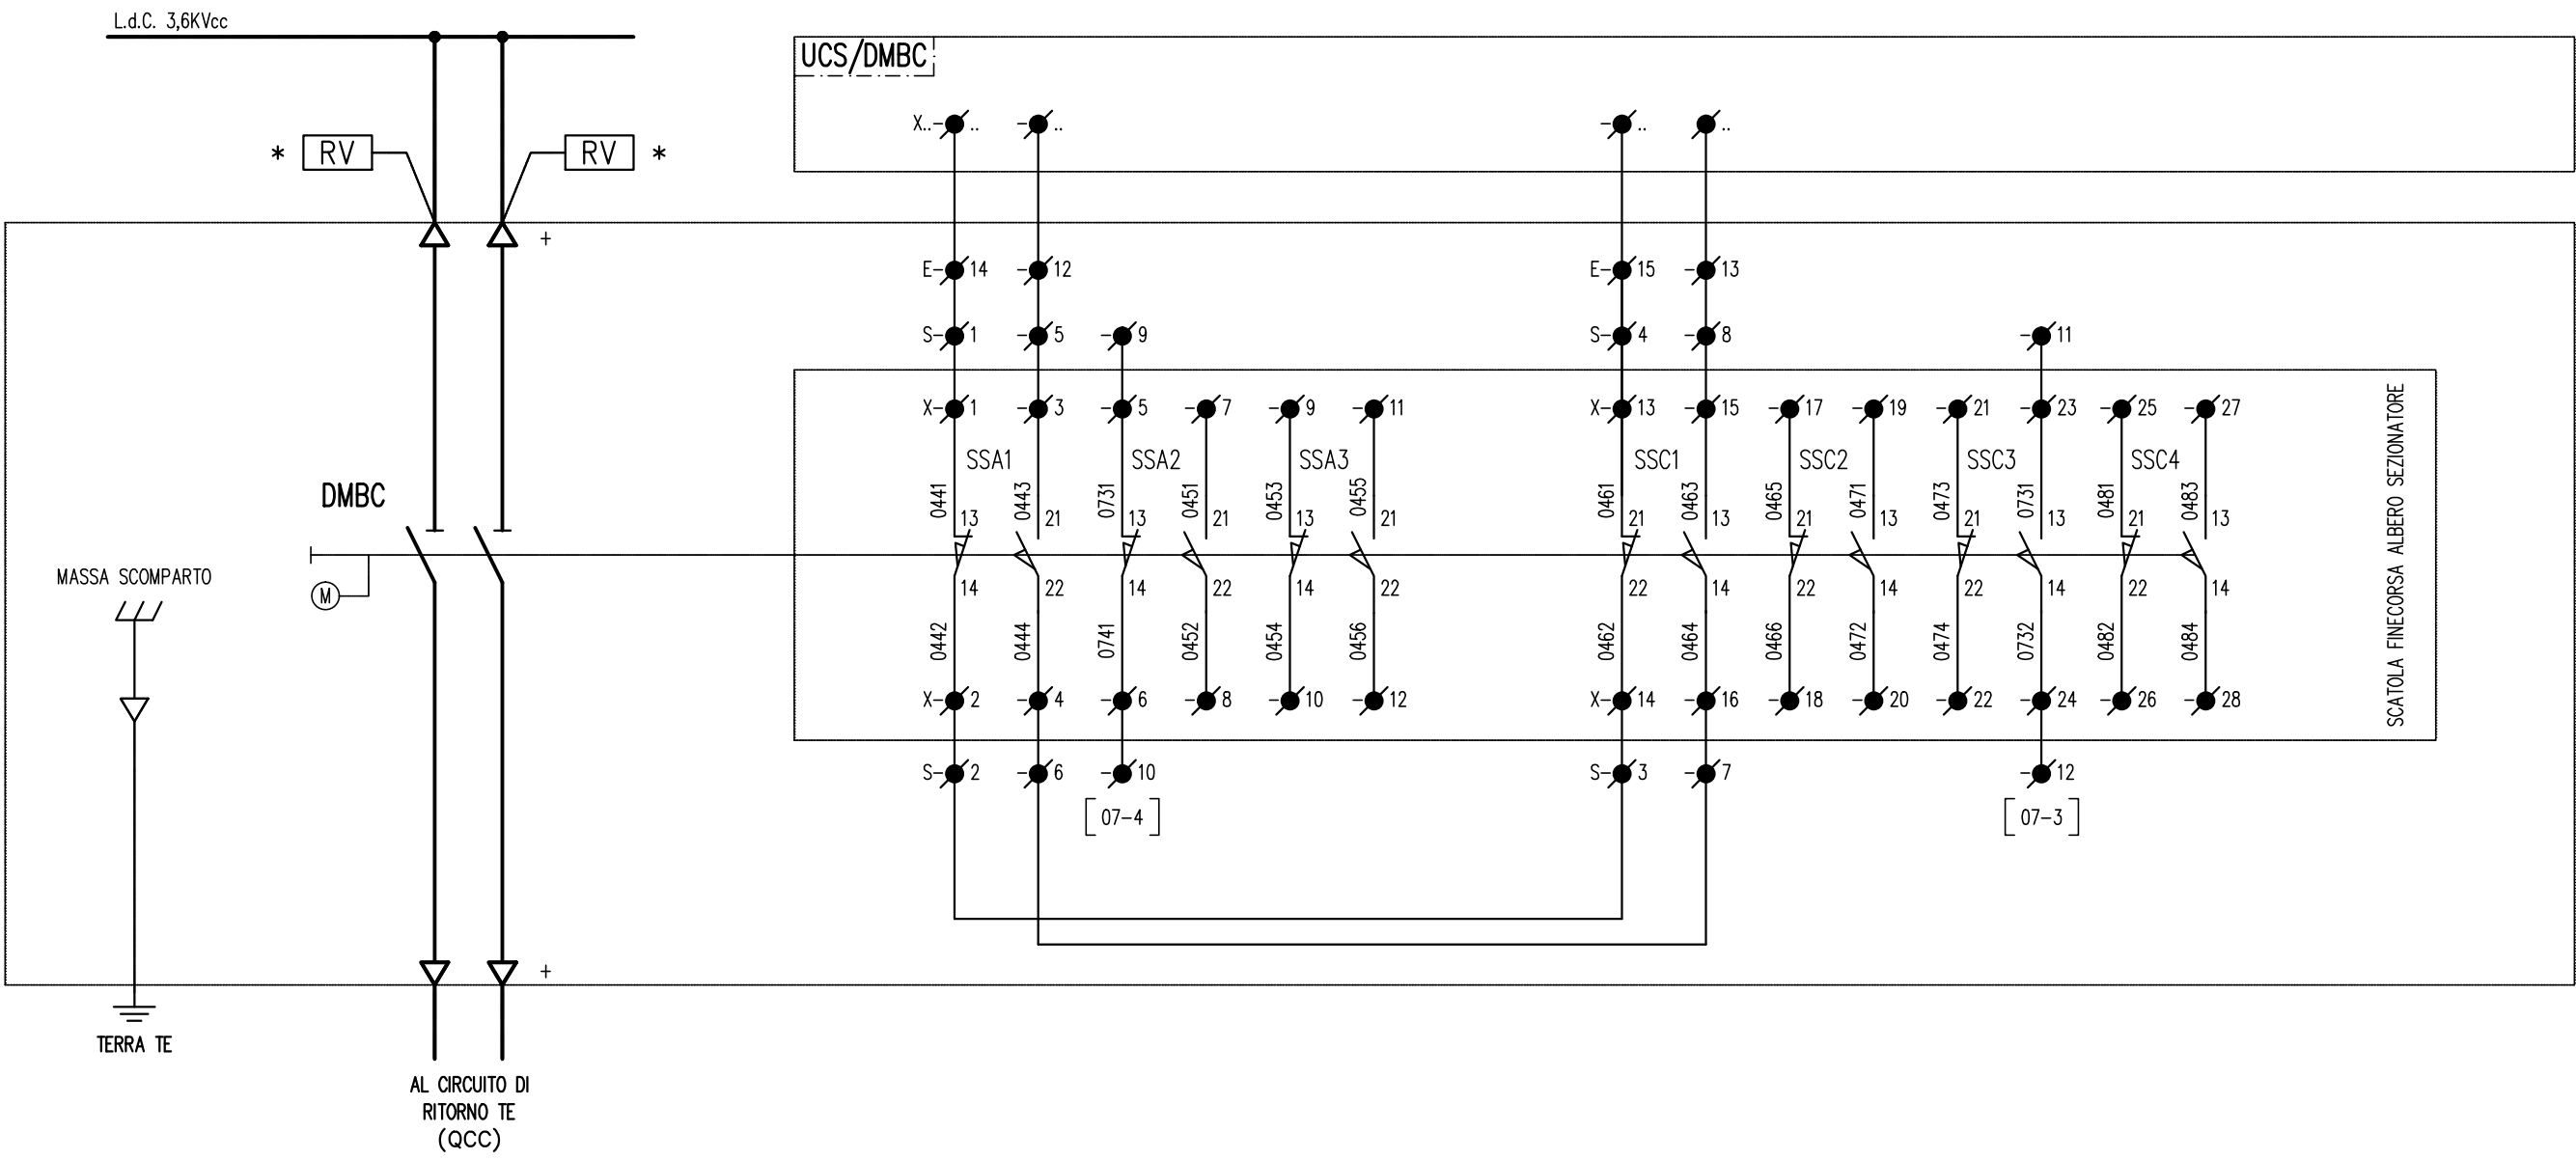 L.d.C. 3,6KVcc
UCS/DMBC
X..- .. - .. - .. ..
* RV RV *
+
E- 14 - 12 E- 15 - 13
S- 1 - 5 - 9 S- 4 - 8 - 11
X- 1 - 3 - 5 - 7 - 9 - 11 X- 13 - 15 - 17 - 19 - 21 - 23 - 25 - 27
SSA1 SSA2 SSA3 SSC1 SSC2 SSC3 SSC4
DMBC
0441 0443 0731 0451 0453 0455 0461 0463 0465 0471 0473 0731 0481 0483
13 21 13 21 13 21 21 13 21 13 21 13 21 13
MASSA SCOMPARTO
M
14 22 14 22 14 22 22 14 22 14 22 14 22 14
0442 0444 0741 0452 0454 0456 0462 0464 0466 0472 0474 0732 0482 0484
X- 2 - 4 - 6 - 8 - 10 - 12 X- 14 - 16 - 18 - 20 - 22 - 24 - 26 - 28
SCATOLA FINECORSA ALBERO SEZIONATORE
S- 2 - 6 - 10 S- 3 - 7 - 12
[07-4] [07-3]
+
TERRA TE
AL CIRCUITO DI
RITORNO TE
(QCC)